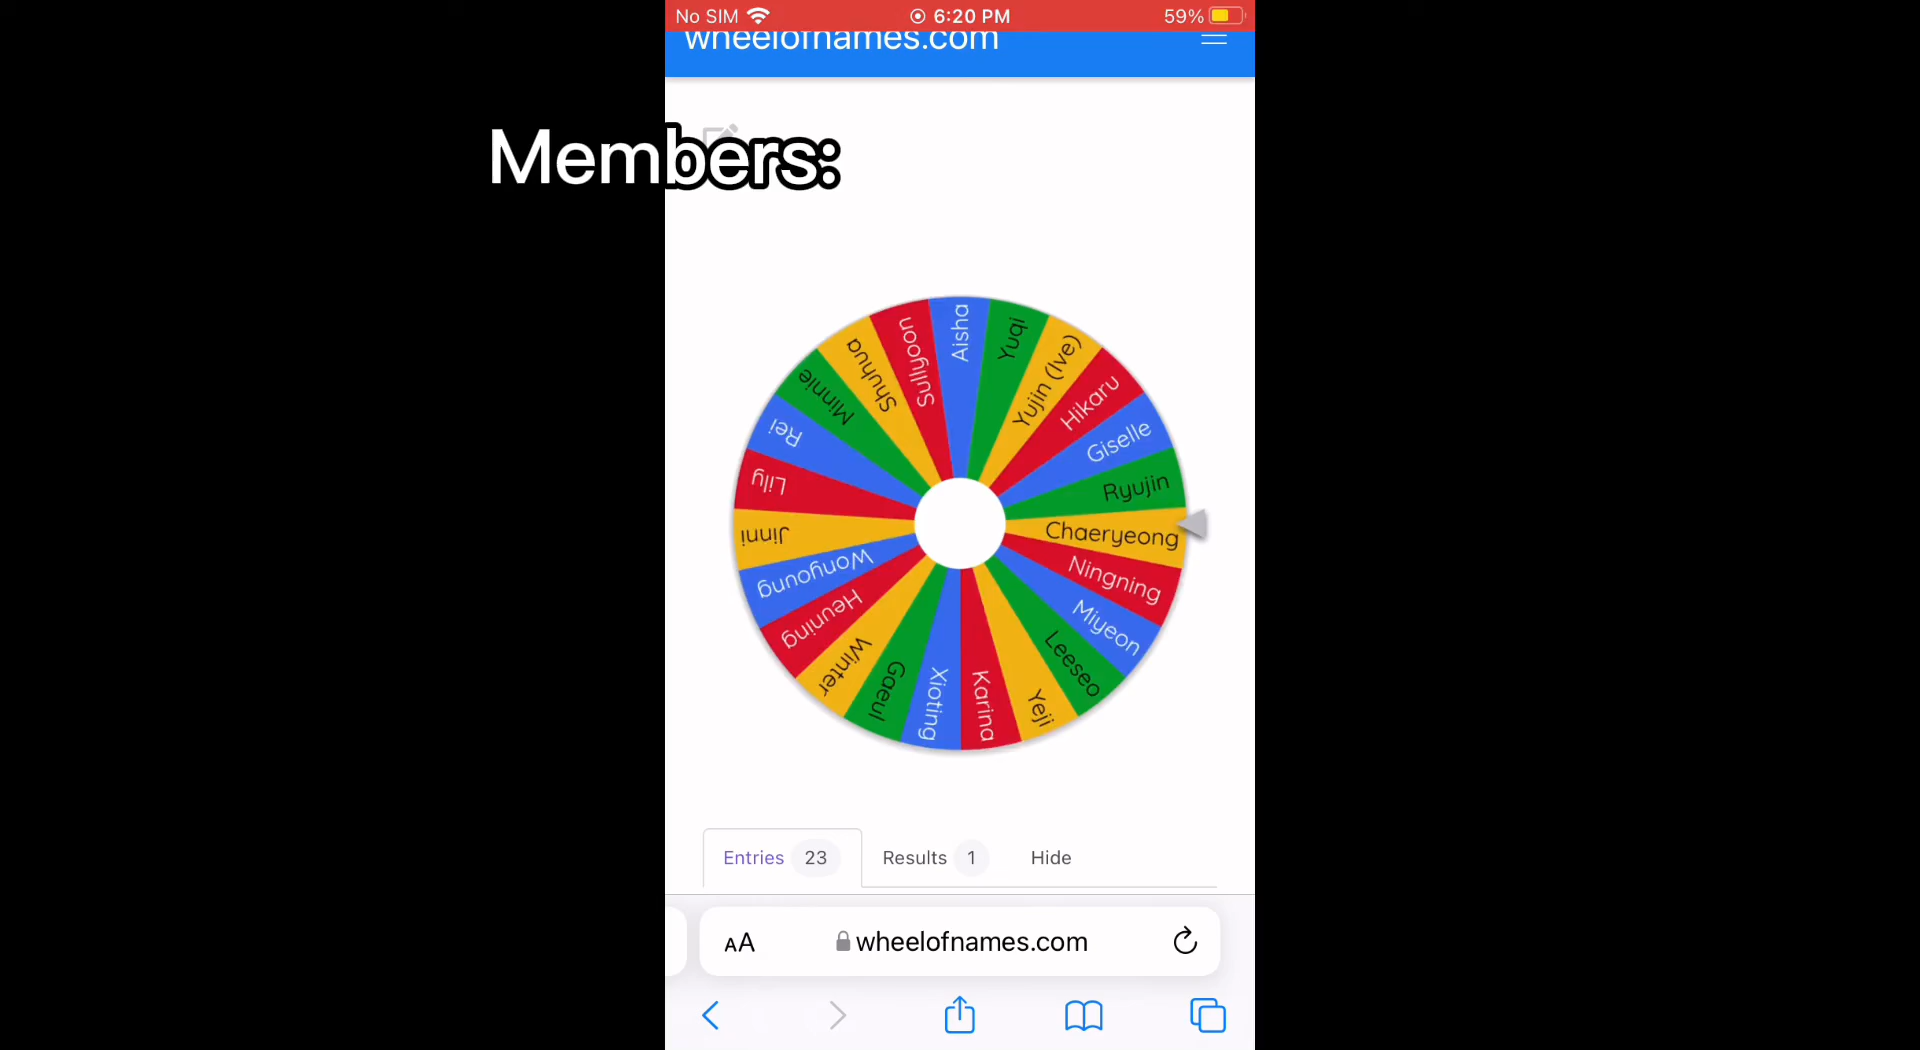 No SIM 6:20 PM 59%
wheelofnames.com
Members:
Aisha
Yuqi
Yujin (Ive)
Hikaru
Giselle
Ryujin
Chaeryeong
Ningning
Miyeon
Leeseo
Yeji
Karina
Xioting
Gaeul
Winter
Heuning
Wonyoung
Jinni
Lily
Rei
Minnie
Shuhua
Sullyoon
Entries 23 Results 1 Hide
AA wheelofnames.com